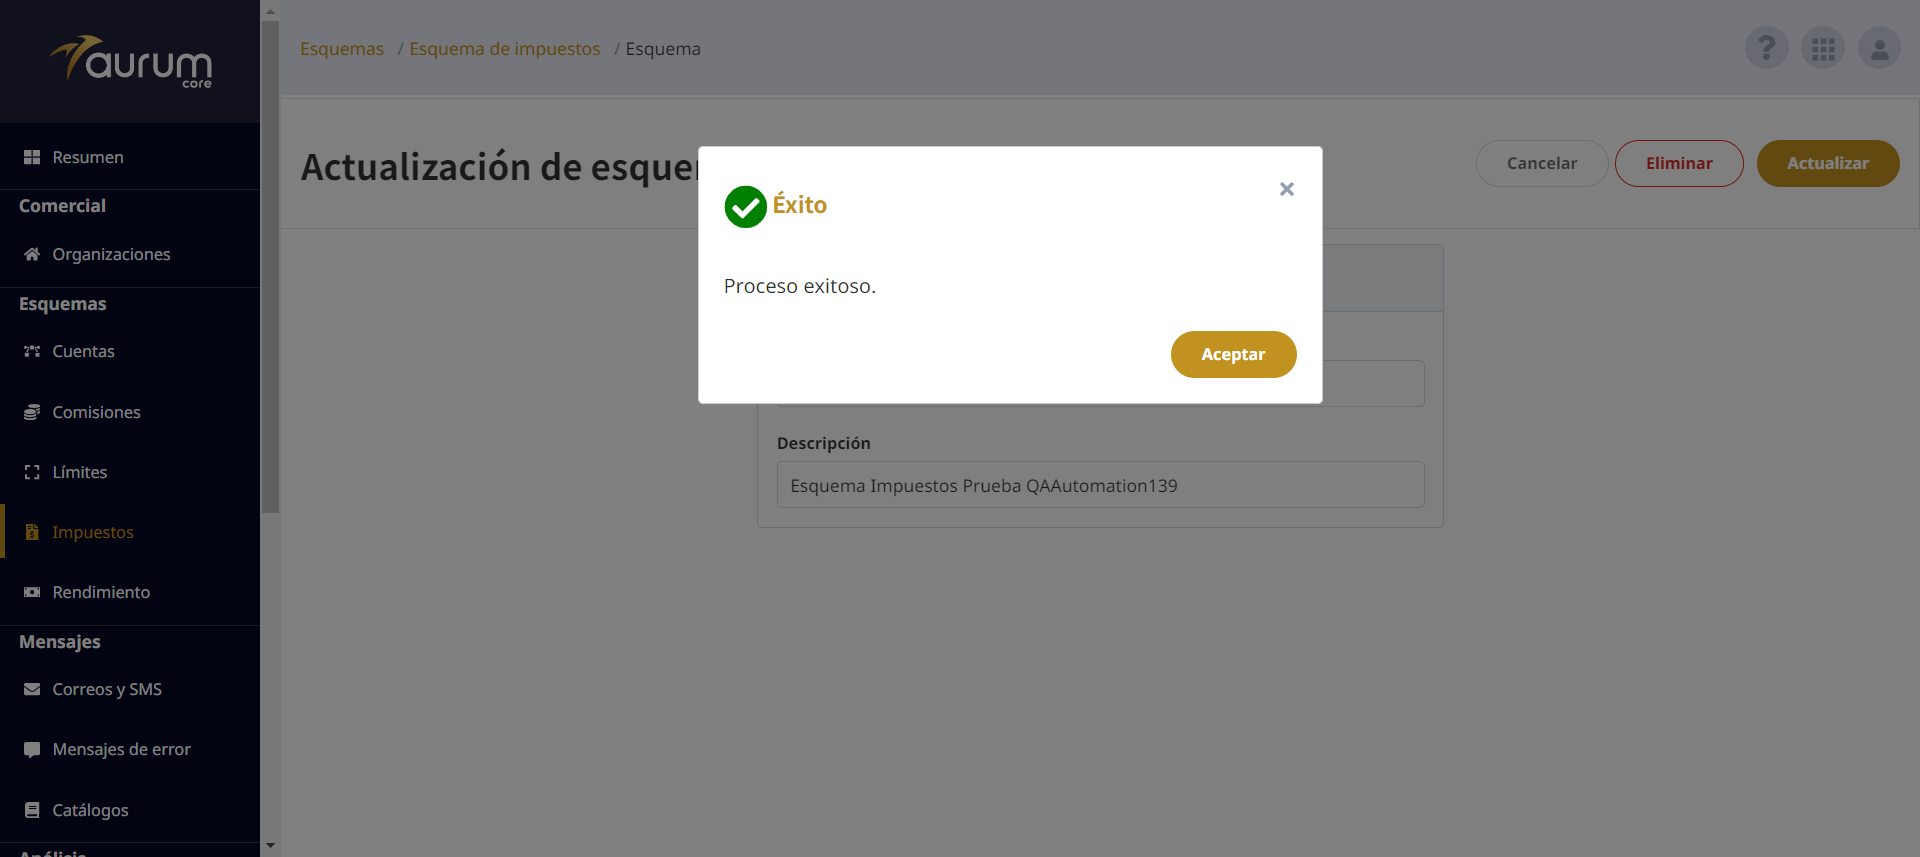 aurum
core
Resumen
Comercial
Organizaciones
Esquemas
Cuentas
Comisiones
Límites
Impuestos
Rendimiento
Mensajes
Correos y SMS
Mensajes de error
Catálogos
Análisis
Esquemas / Esquema de impuestos / Esquema
?
Actualización de esque
Cancelar
Eliminar
Actualizar
Éxito
Proceso exitoso.
Aceptar
Descripción
Esquema Impuestos Prueba QAAutomation139